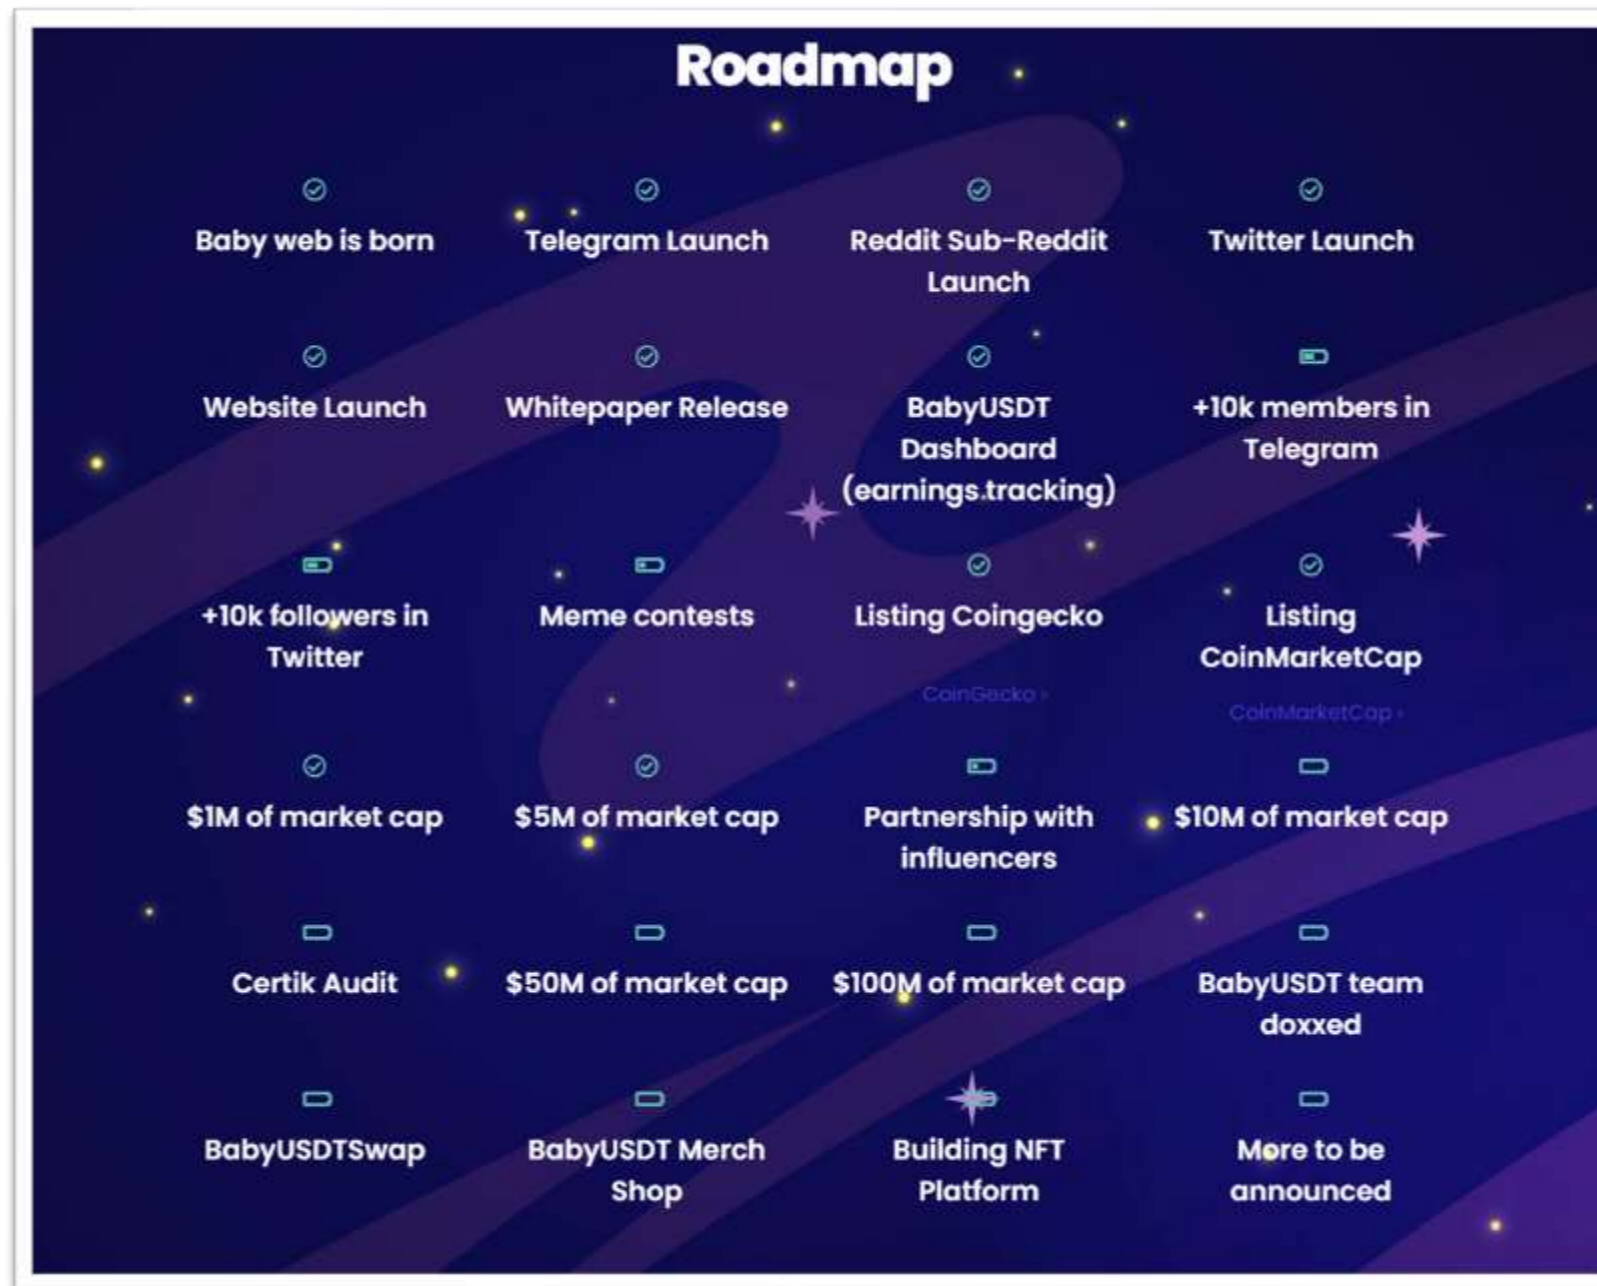 Roadmap
Baby web is born
Telegram Launch
Reddit Sub-Reddit
Launch
Twitter Launch
Website Launch
Whitepaper Release
BabyUSDT
Dashboard
(earnings.tracking)
+10k members in
Telegram
+10k followers in
Twitter
Meme contests
Listing Coingecko
CoinGecko ›
Listing
CoinMarketCap
CoinMarketCap ›
$1M of market cap
$5M of market cap
Partnership with
influencers
$10M of market cap
Certik Audit
$50M of market cap
$100M of market cap
BabyUSDT team
doxxed
BabyUSDTSwap
BabyUSDT Merch
Shop
Building NFT
Platform
More to be
announced